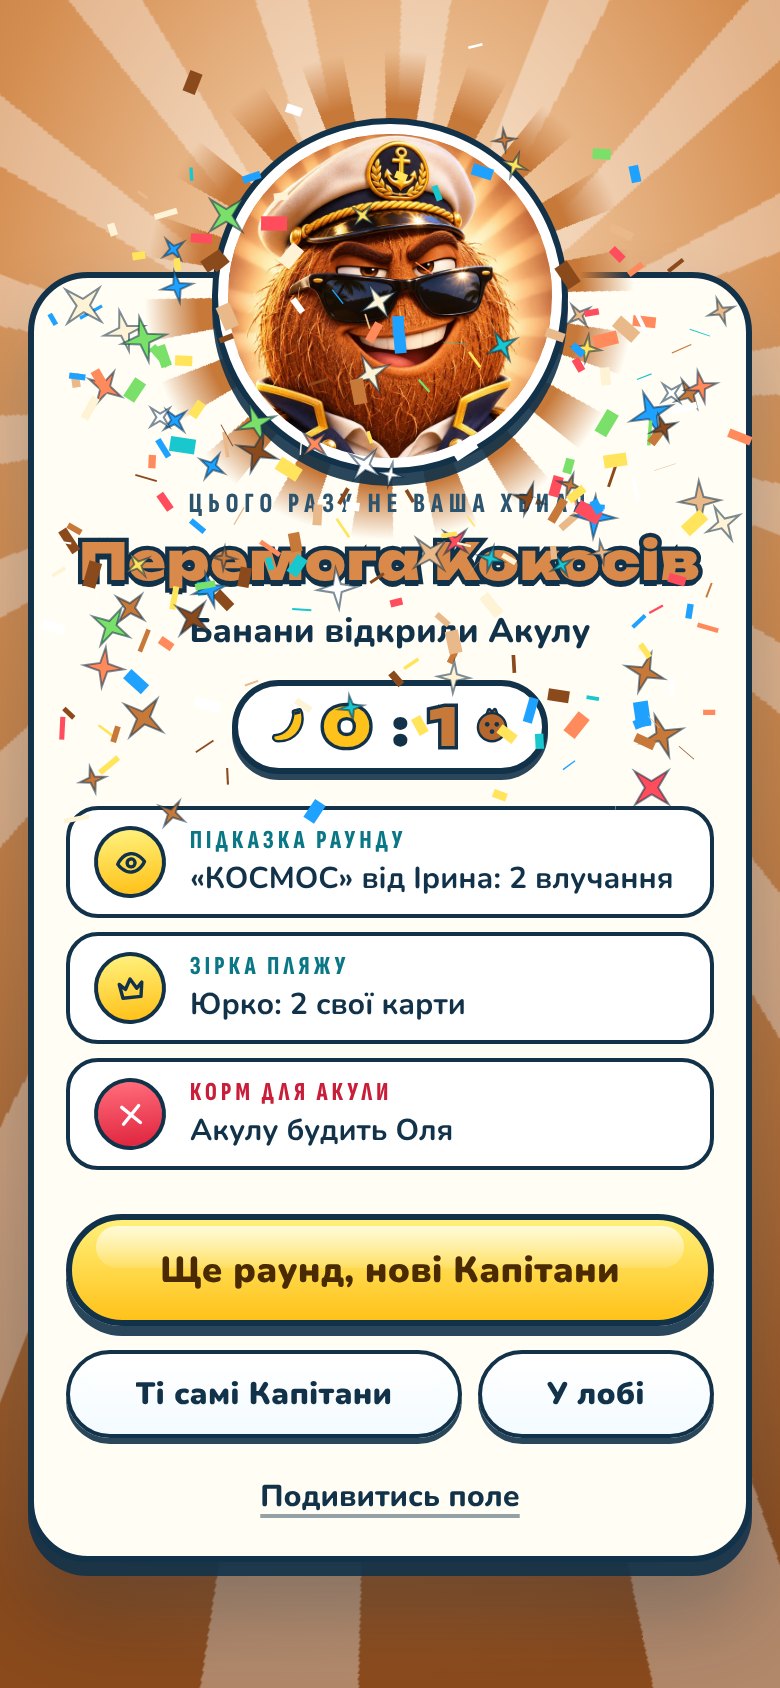 ЦЬОГО РАЗУ НЕ ВАША ХВИЛЯ
Перемога Кокосів
Банани відкрили Акулу
0 : 1
ПІДКАЗКА РАУНДУ
«КОСМОС» від Ірина: 2 влучання
ЗІРКА ПЛЯЖУ
Юрко: 2 свої карти
КОРМ ДЛЯ АКУЛИ
Акулу будить Оля
Ще раунд, нові Капітани
Ті самі Капітани
У лобі
Подивитись поле